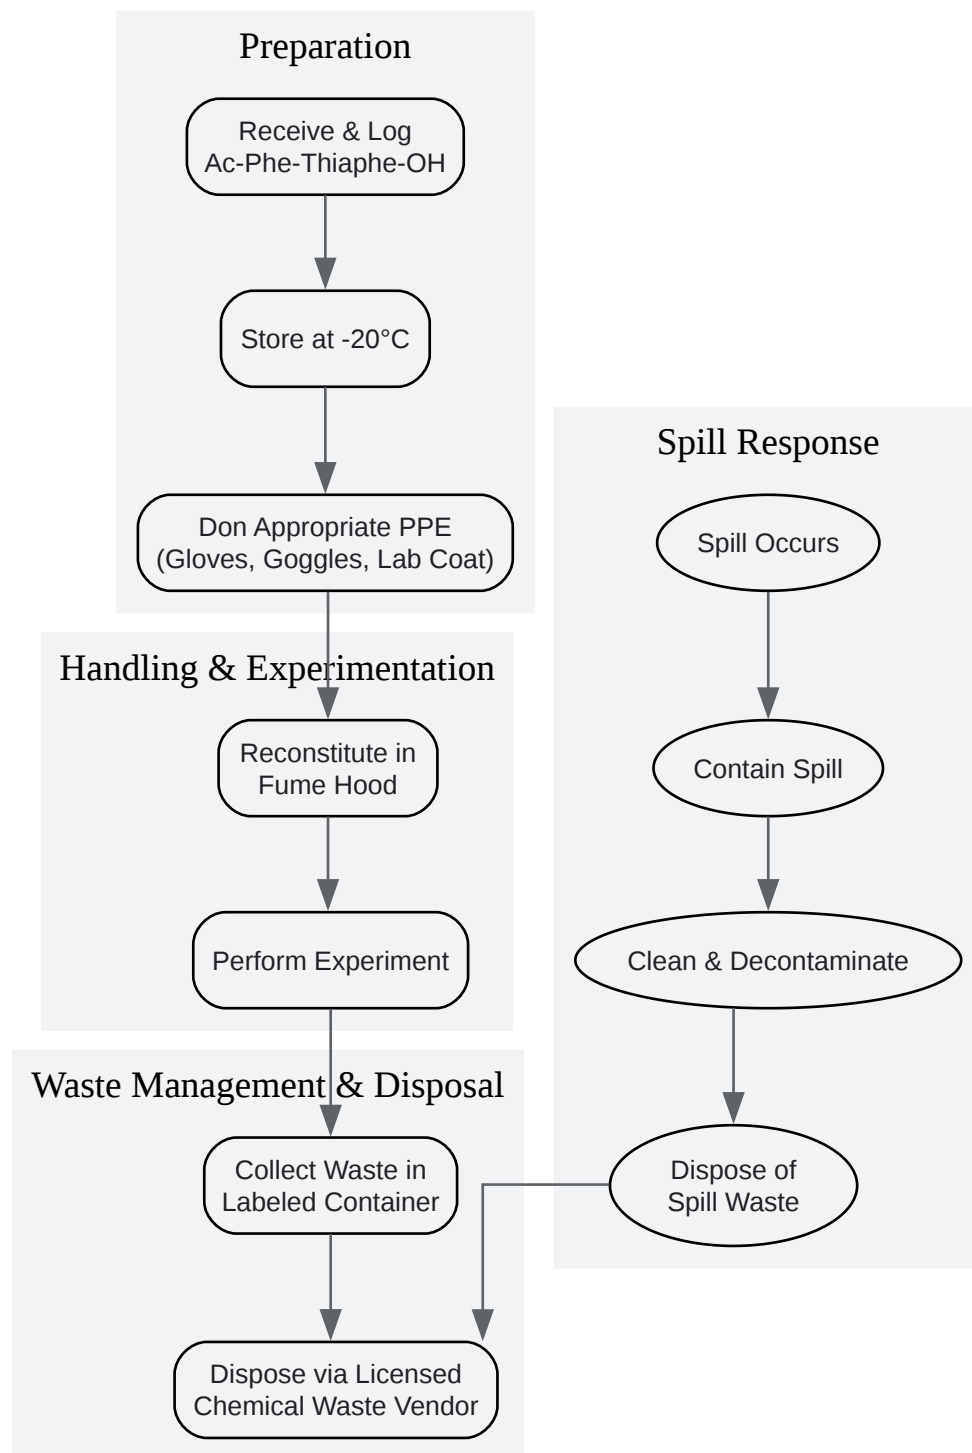 Preparation
Receive & Log
Ac-Phe-Thiaphe-OH
Store at -20°C
Don Appropriate PPE
(Gloves, Goggles, Lab Coat)
Handling & Experimentation
Reconstitute in
Fume Hood
Perform Experiment
Waste Management & Disposal
Collect Waste in
Labeled Container
Dispose via Licensed
Chemical Waste Vendor
Spill Response
Spill Occurs
Contain Spill
Clean & Decontaminate
Dispose of
Spill Waste